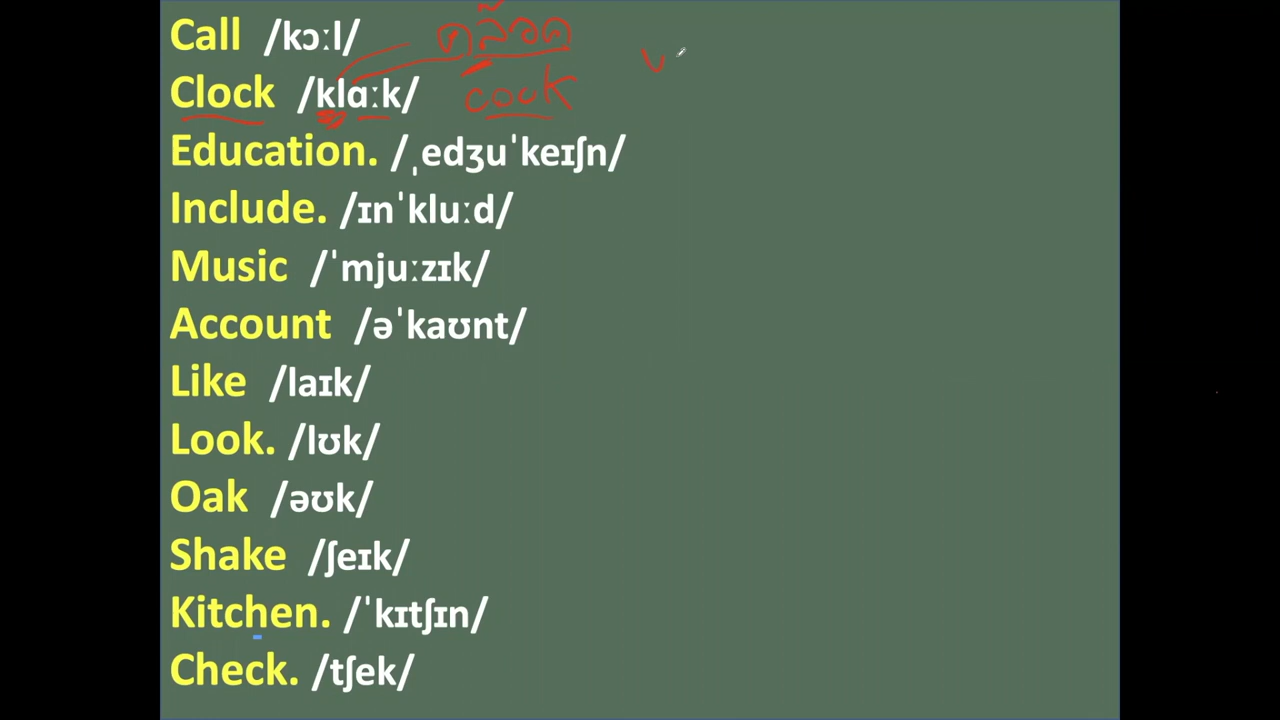 Call /kɔːl/
Clock /klɑːk/ cook
Education. /ˌedʒuˈkeɪʃn/
Include. /ɪnˈkluːd/
Music /ˈmjuːzɪk/
Account /əˈkaʊnt/
Like /laɪk/
Look. /lʊk/
Oak /əʊk/
Shake /ʃeɪk/
Kitchen. /ˈkɪtʃɪn/
Check. /tʃek/